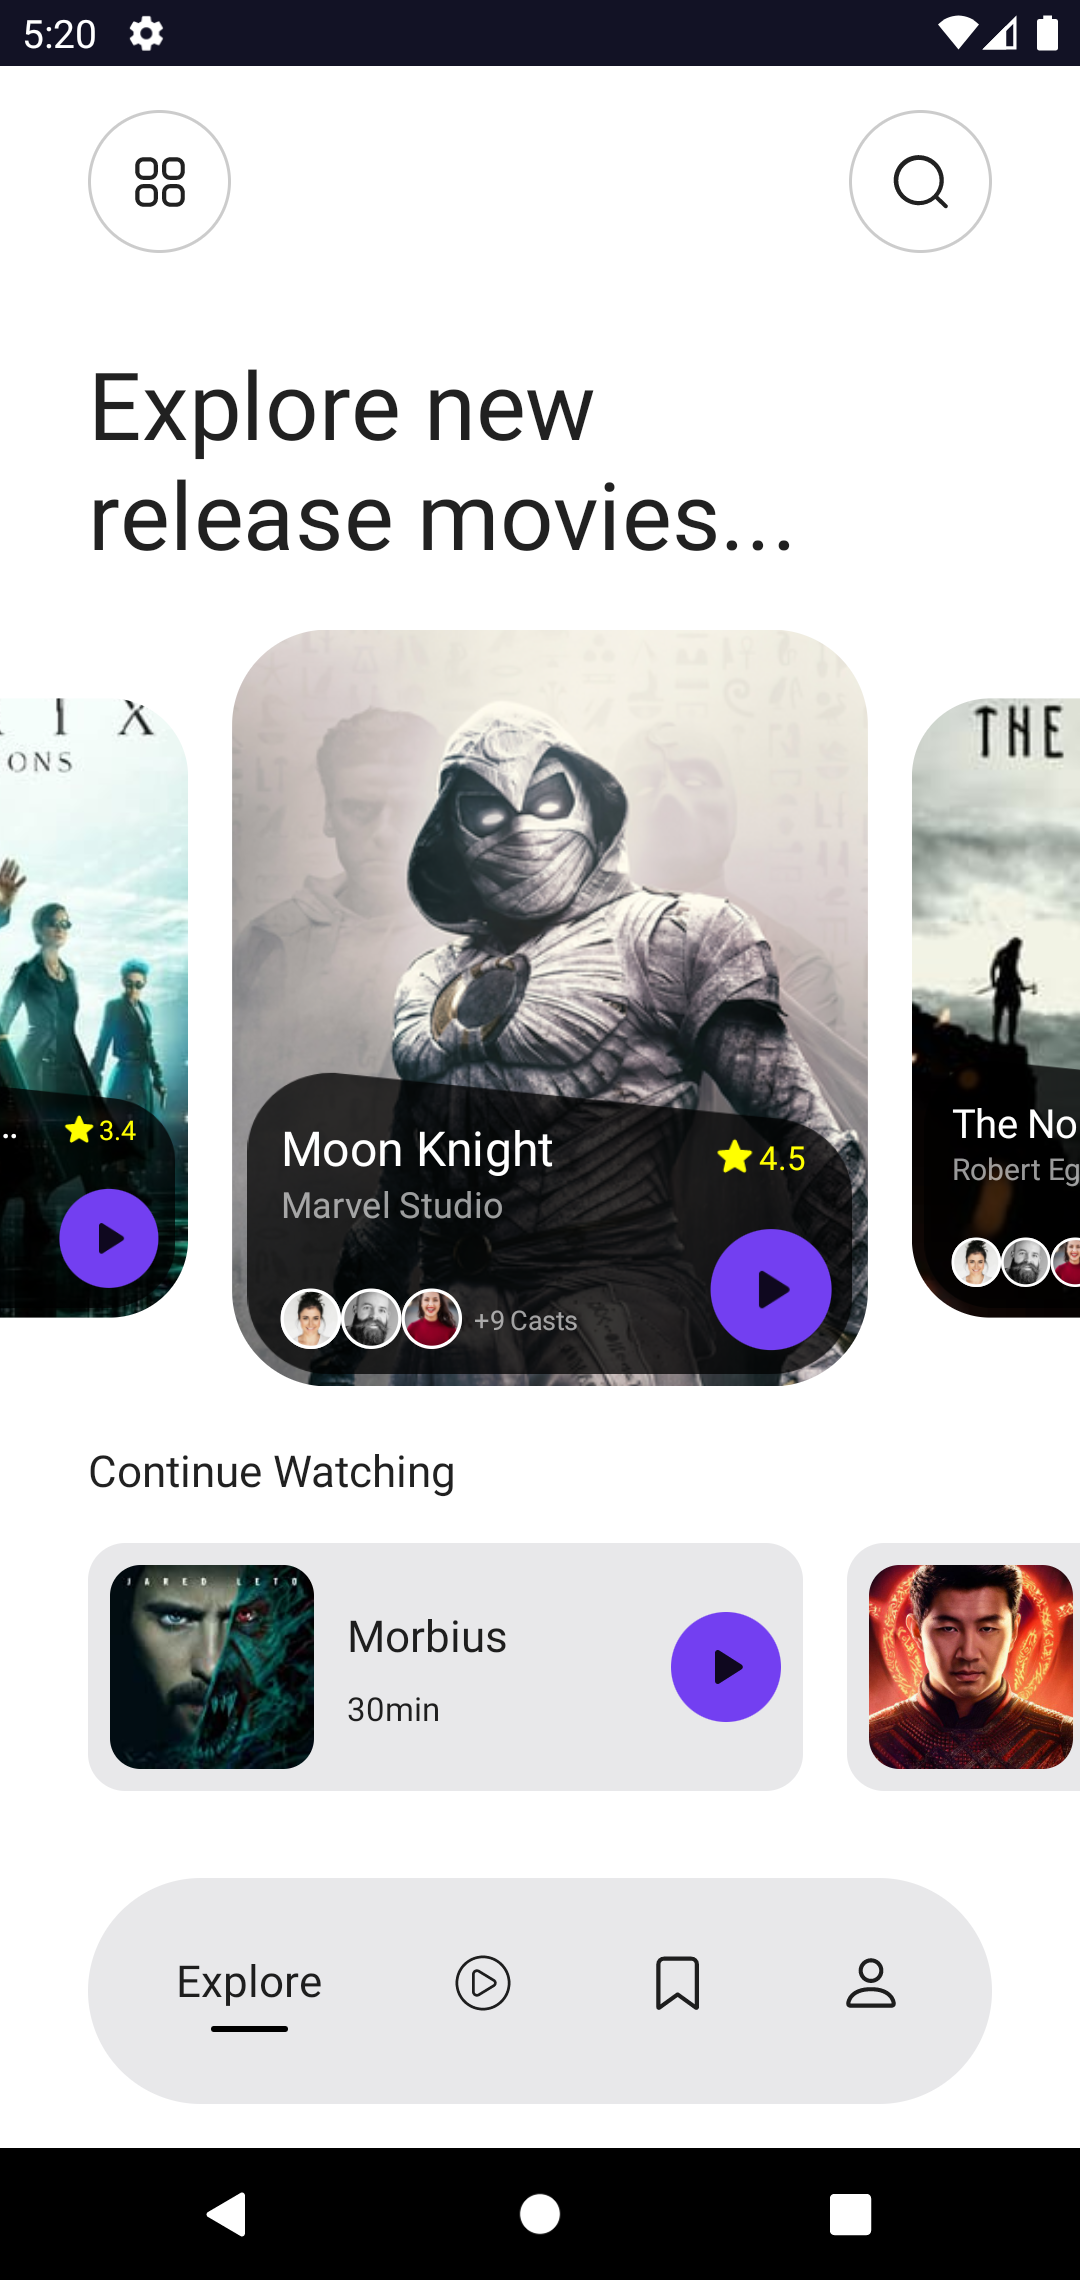 5:20
Explore new
release movies...
I X
ONS
THE
.. 3.4
Moon Knight
4.5
Marvel Studio
+9 Casts
The No
Robert Eg
Continue Watching
JARED LETO
Morbius
30min
Explore